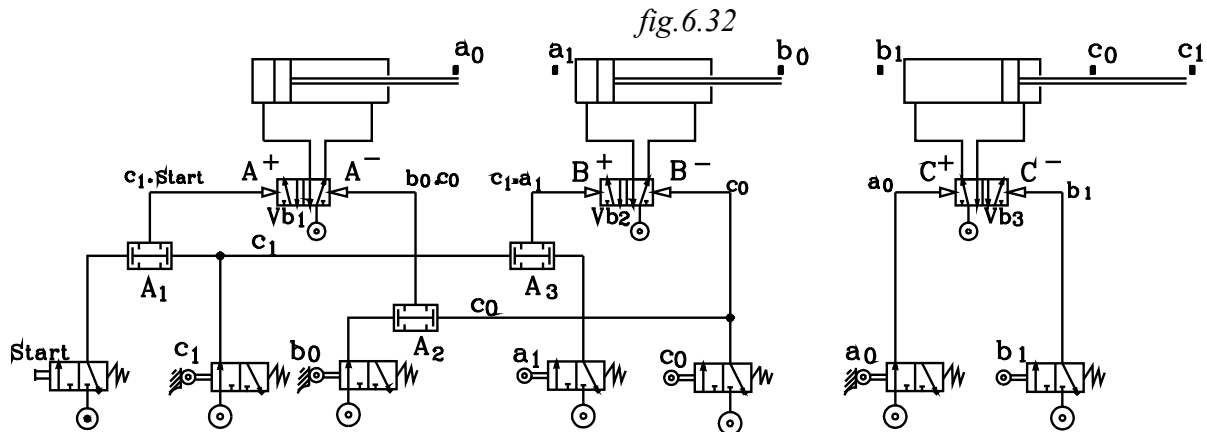 fig.6.32
a0 a1 b0 b1 c0 c1
A+ A− B+ B− C+ C−
c1·Start b0·c0 c1·a1 c0 a0 b1
Vb1 Vb2 Vb3
c1
A1 A3
c0
A2
Start c1 b0 a1 c0 a0 b1